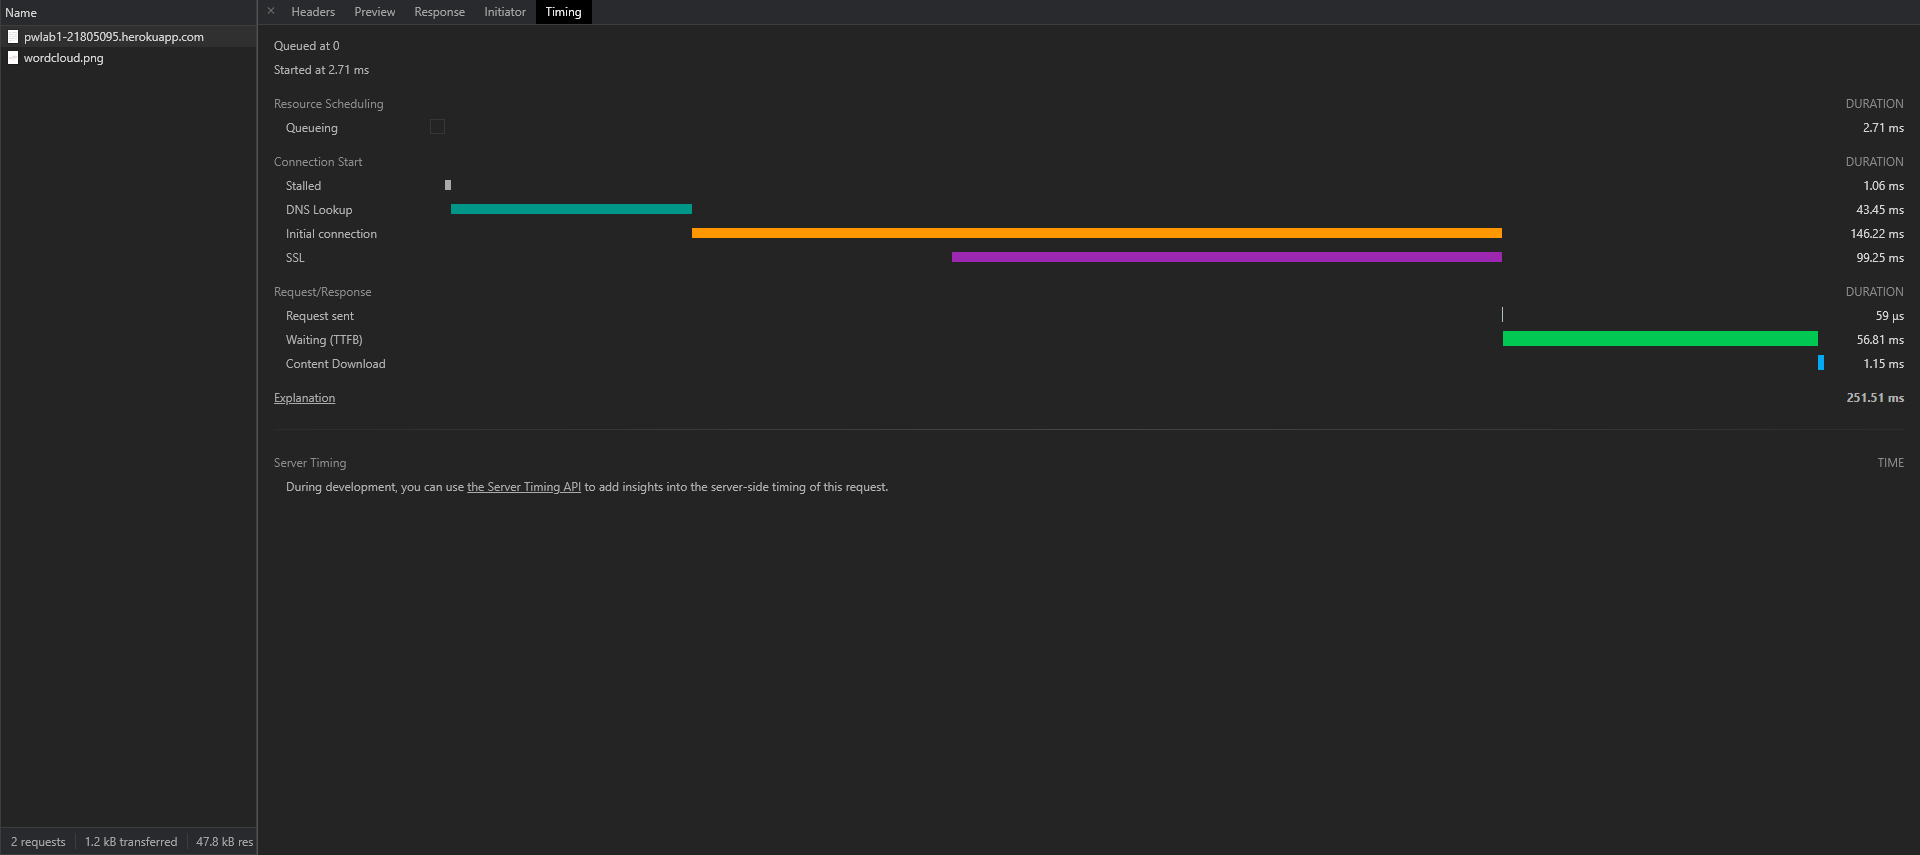 Name
pwlab1-21805095.herokuapp.com
wordcloud.png
2 requests 1.2 kB transferred 47.8 kB res
× Headers Preview Response Initiator Timing
Queued at 0
Started at 2.71 ms
Resource Scheduling DURATION
Queueing 2.71 ms
Connection Start DURATION
Stalled 1.06 ms
DNS Lookup 43.45 ms
Initial connection 146.22 ms
SSL 99.25 ms
Request/Response DURATION
Request sent 59 µs
Waiting (TTFB) 56.81 ms
Content Download 1.15 ms
Explanation 251.51 ms
Server Timing TIME
During development, you can use the Server Timing API to add insights into the server-side timing of this request.